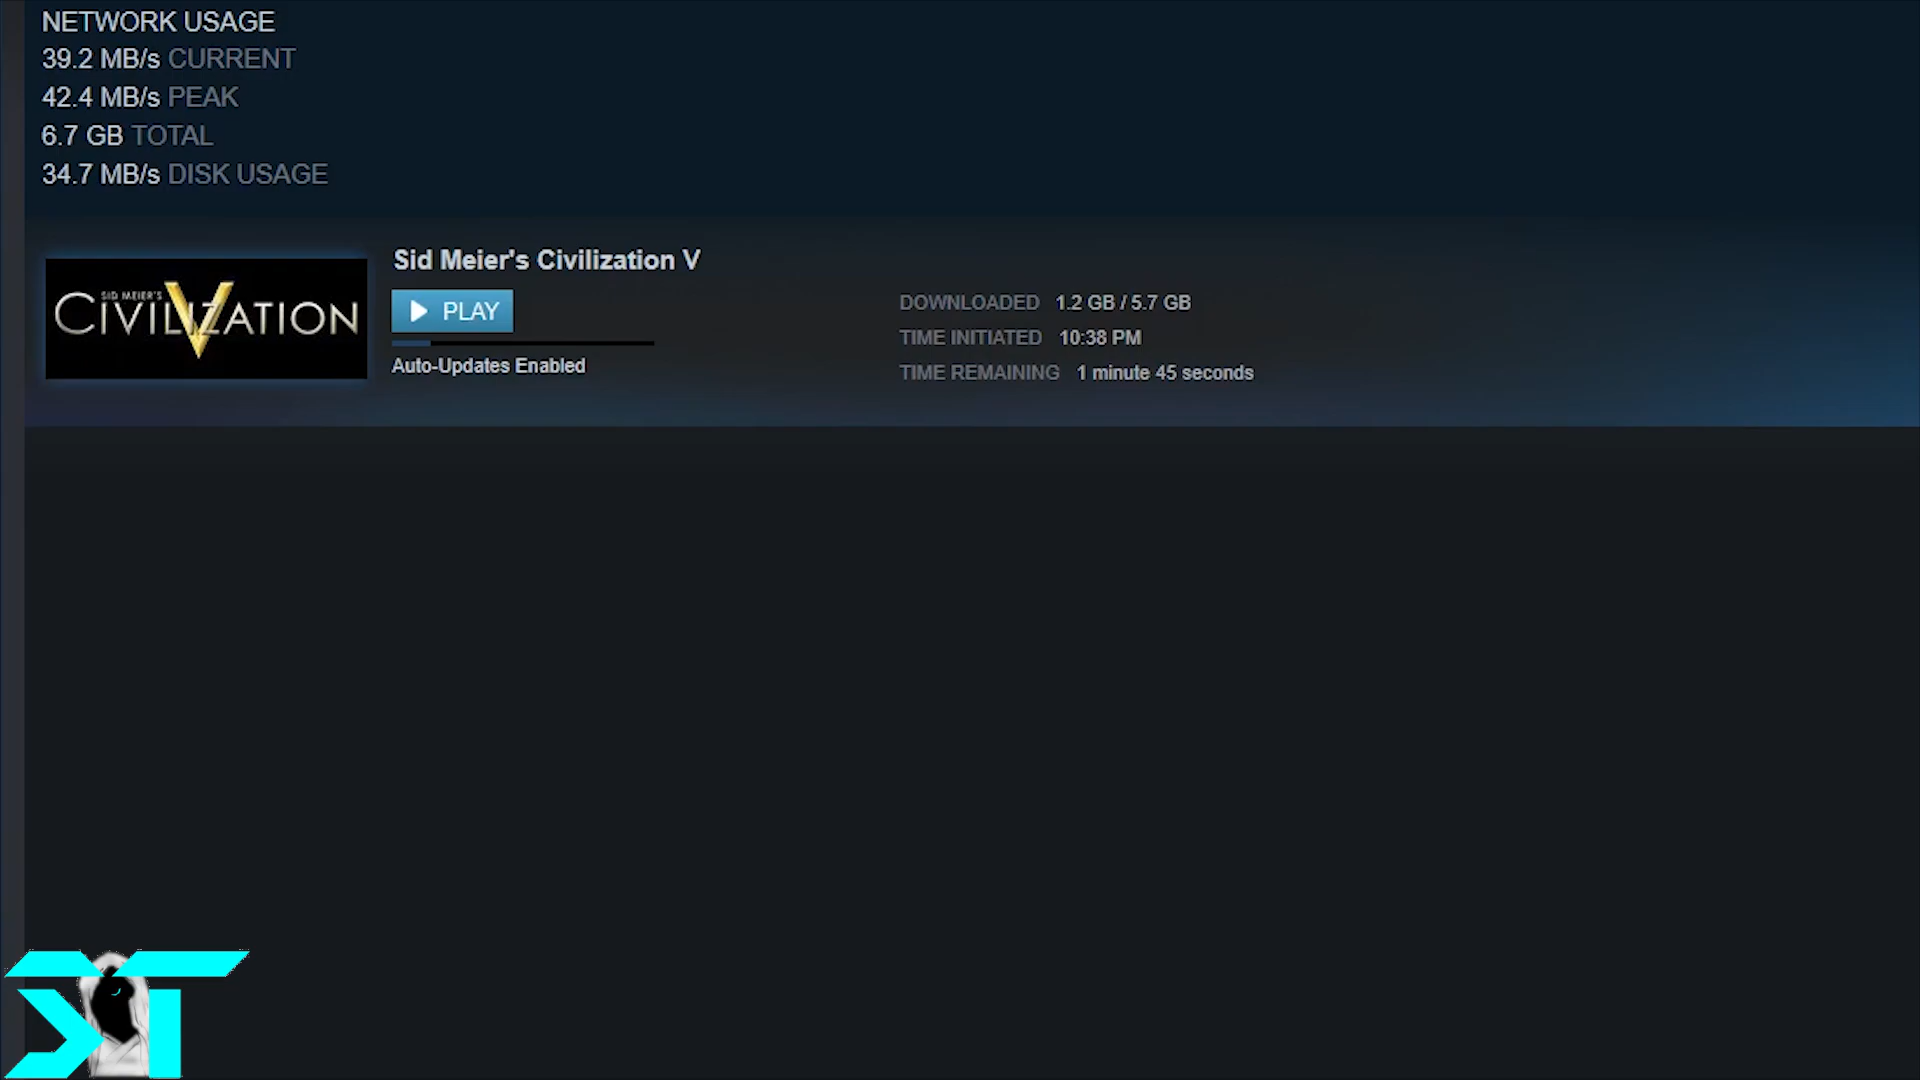 NETWORK USAGE
39.2 MB/s CURRENT
42.4 MB/s PEAK
6.7 GB TOTAL
34.7 MB/s DISK USAGE
Sid Meier's Civilization V
SID MEIER'S
CIVILIZATION
V
PLAY
Auto-Updates Enabled
DOWNLOADED 1.2 GB / 5.7 GB
TIME INITIATED 10:38 PM
TIME REMAINING 1 minute 45 seconds